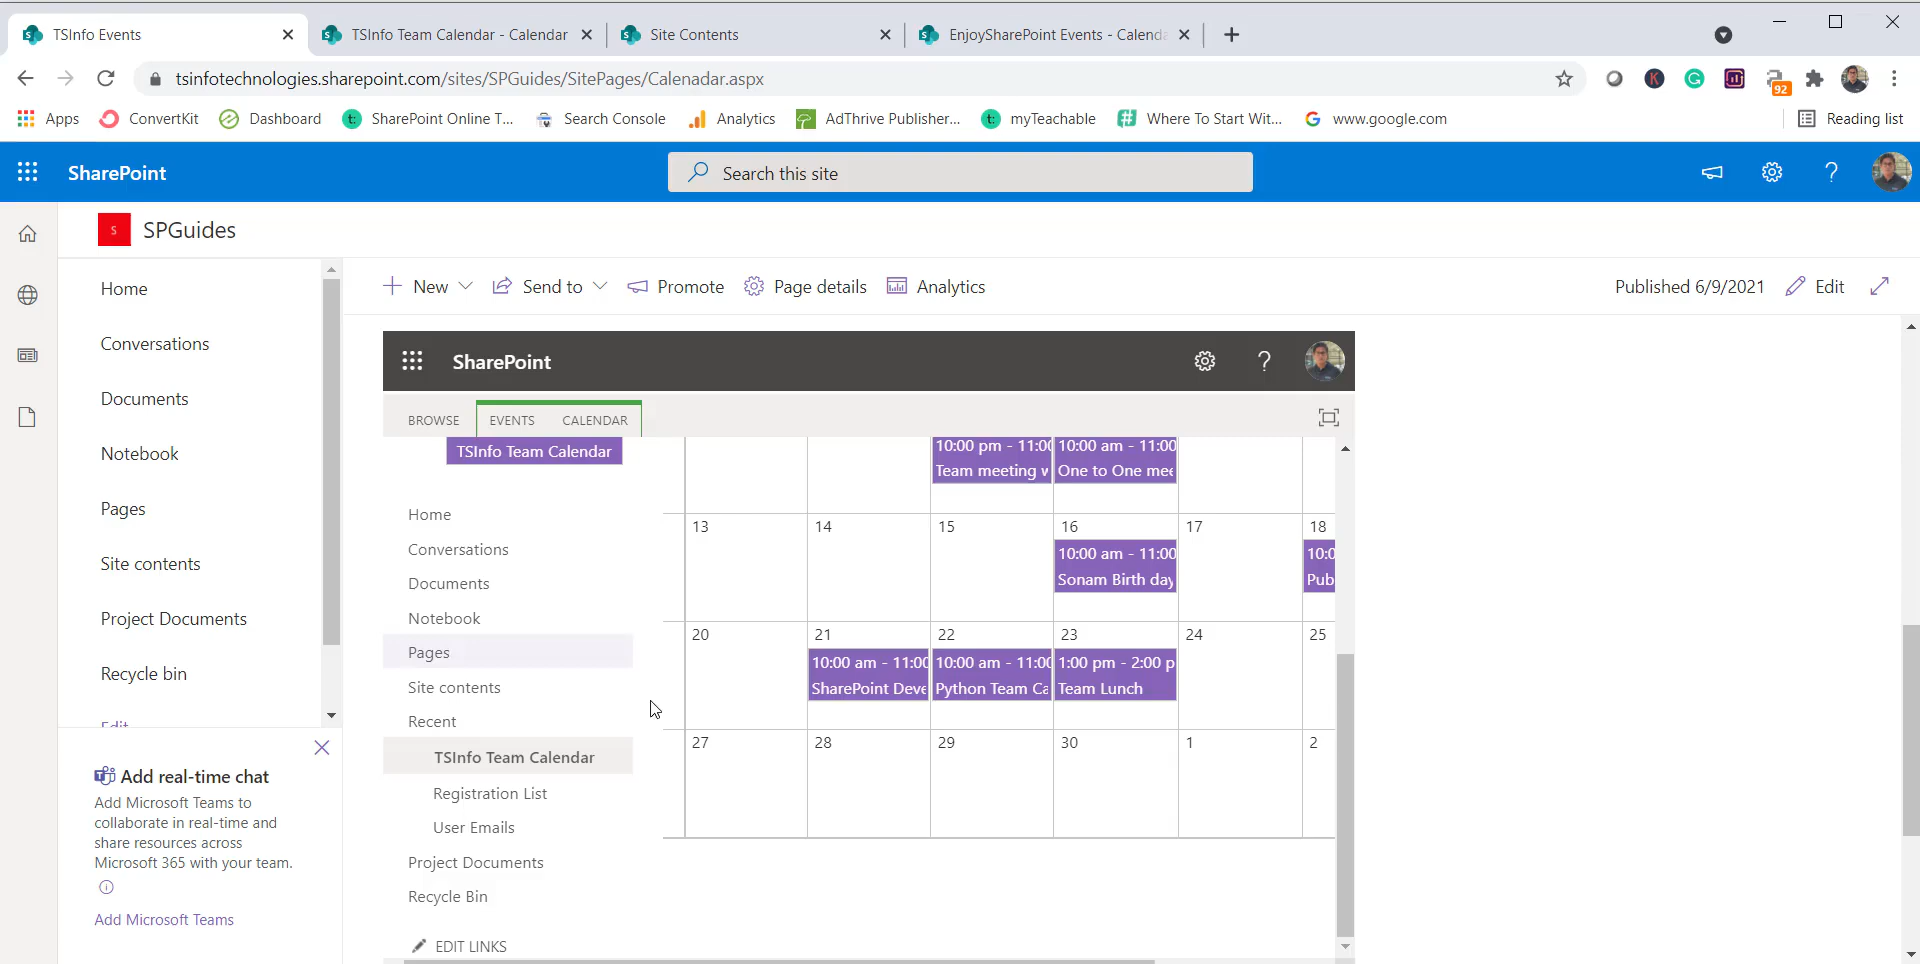 TSInfo Events
TSInfo Team Calendar - Calendar
Site Contents
EnjoySharePoint Events - Calenda
tsinfotechnologies.sharepoint.com/sites/SPGuides/SitePages/Calenadar.aspx
92
Apps
ConvertKit
Dashboard
SharePoint Online T...
Search Console
Analytics
AdThrive Publisher...
myTeachable
Where To Start Wit...
www.google.com
Reading list
SharePoint
Search this site
S
SPGuides
Home
Conversations
Documents
Notebook
Pages
Site contents
Project Documents
Recycle bin
Edit
Add real-time chat
Add Microsoft Teams to
collaborate in real-time and
share resources across
Microsoft 365 with your team.
Add Microsoft Teams
New
Send to
Promote
Page details
Analytics
Published 6/9/2021
Edit
SharePoint
BROWSE
EVENTS
CALENDAR
TSInfo Team Calendar
Home
Conversations
Documents
Notebook
Pages
Site contents
Recent
TSInfo Team Calendar
Registration List
User Emails
Project Documents
Recycle Bin
EDIT LINKS
10:00 pm - 11:00
Team meeting w
10:00 am - 11:00
One to One mee
13
14
15
16
17
18
10:00 am - 11:00
Sonam Birth day
10:0
Pub
20
21
22
23
24
25
10:00 am - 11:00
SharePoint Deve
10:00 am - 11:00
Python Team Ca
1:00 pm - 2:00 p
Team Lunch
27
28
29
30
1
2